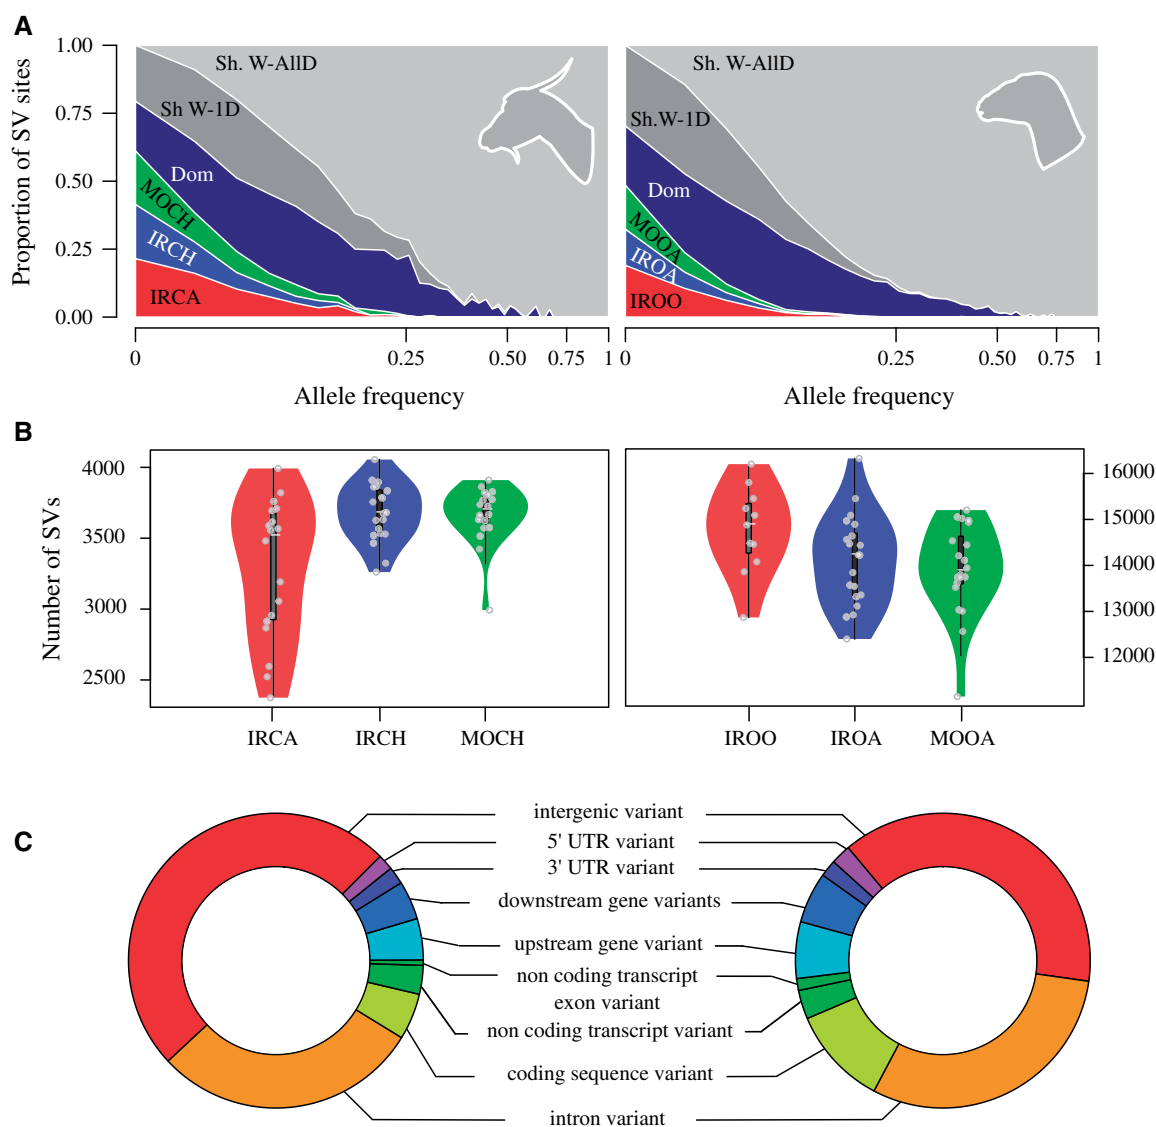 A
Proportion of SV sites
1.00
0.75
0.50
0.25
0.00
Sh. W-AllD
Sh W-1D
Dom
MOCH
IRCH
IRCA
0 0.25 0.50 0.75 1
Allele frequency
Sh. W-AllD
Sh.W-1D
Dom
MOOA
IROA
IROO
0 0.25 0.50 0.75 1
Allele frequency
B
Number of SVs
4000
3500
3000
2500
IRCA IRCH MOCH
16000
15000
14000
13000
12000
IROO IROA MOOA
C
intergenic variant
5' UTR variant
3' UTR variant
downstream gene variants
upstream gene variant
non coding transcript
exon variant
non coding transcript variant
coding sequence variant
intron variant